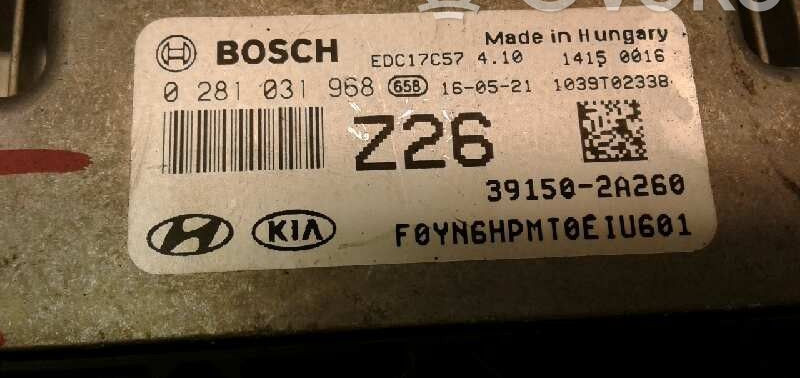 BOSCH
Made in Hungary
EDC17C57 4.10 1415 0016
0 281 031 968 65B 16-05-21 1039T02338
Z26
39150-2A260
KIA
F0YN6HPMT0EIU601